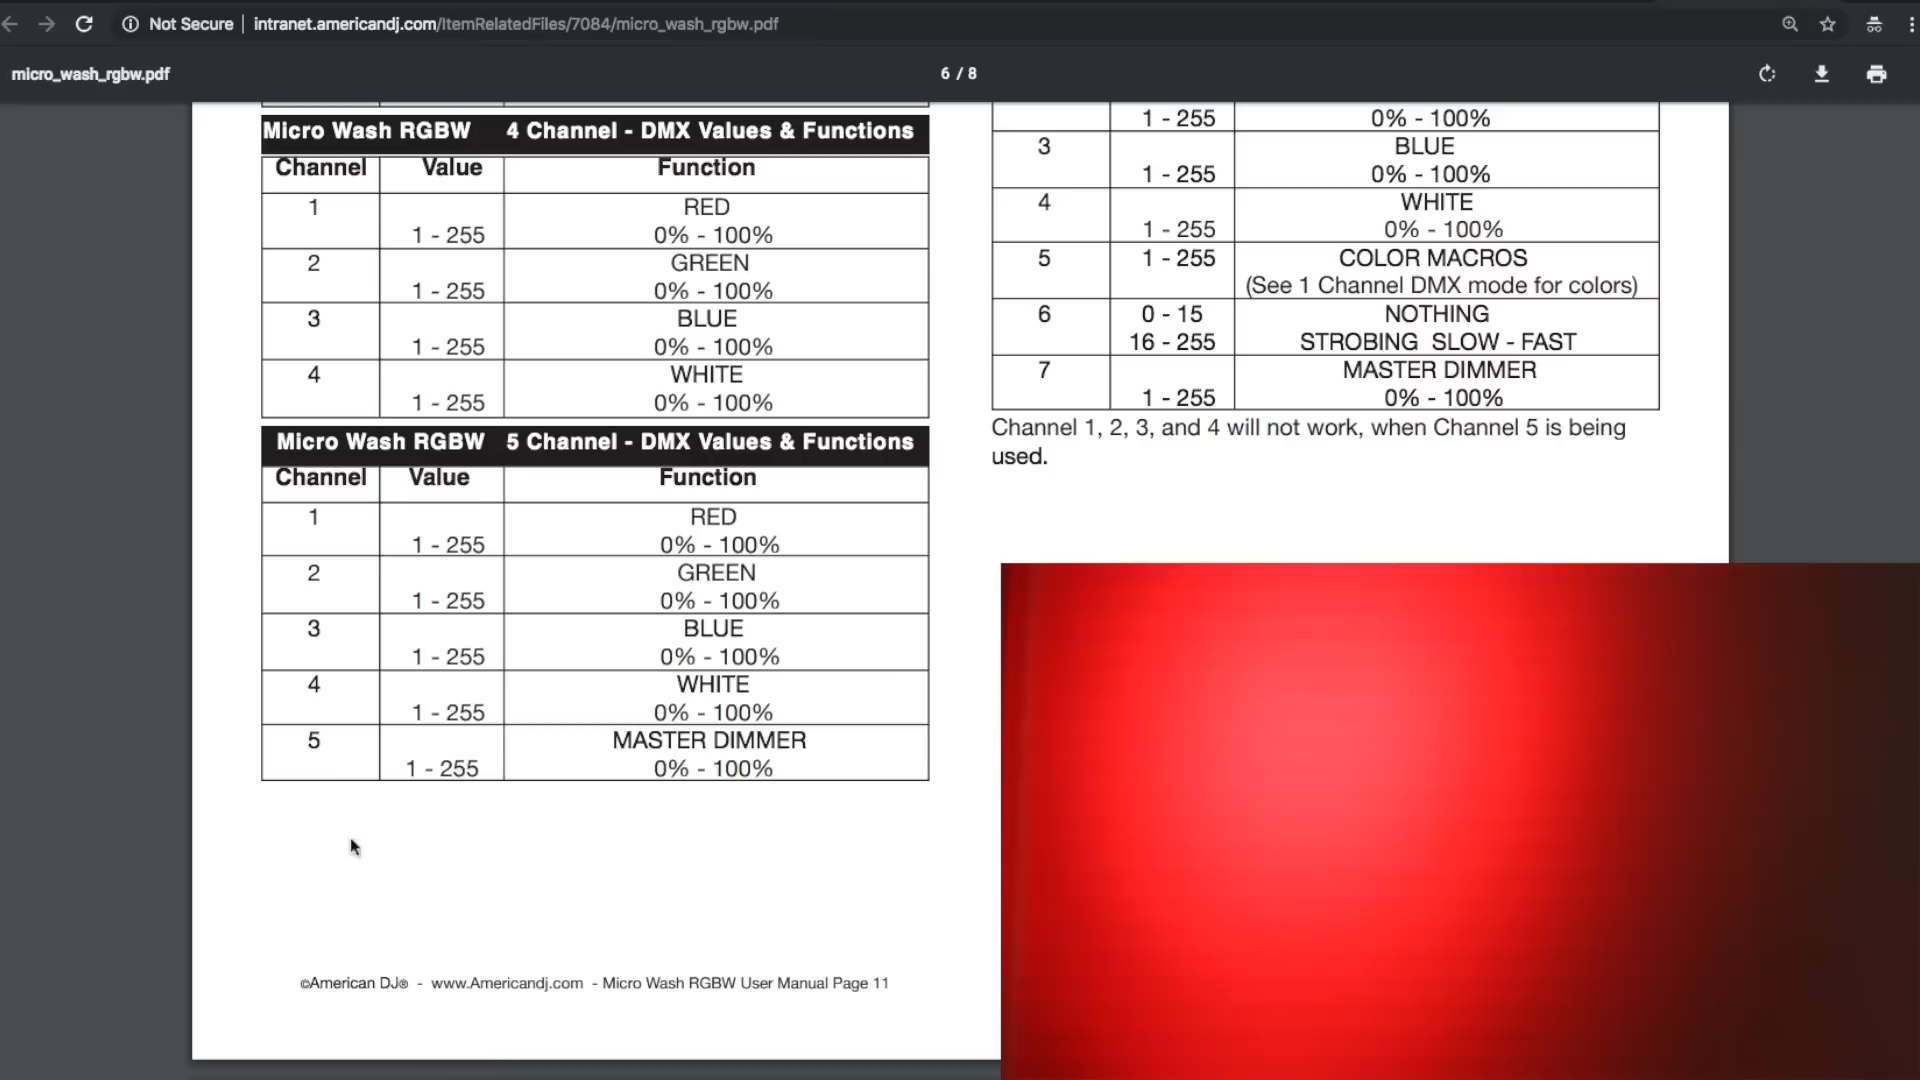 Not Secure | intranet.americandj.com/ItemRelatedFiles/7084/micro_wash_rgbw.pdf
micro_wash_rgbw.pdf
6 / 8
Micro Wash RGBW 4 Channel - DMX Values & Functions
Channel Value Function
1 RED
1 - 255 0% - 100%
2 GREEN
1 - 255 0% - 100%
3 BLUE
1 - 255 0% - 100%
4 WHITE
1 - 255 0% - 100%
Micro Wash RGBW 5 Channel - DMX Values & Functions
Channel Value Function
1 RED
1 - 255 0% - 100%
2 GREEN
1 - 255 0% - 100%
3 BLUE
1 - 255 0% - 100%
4 WHITE
1 - 255 0% - 100%
5 MASTER DIMMER
1 - 255 0% - 100%
©American DJ® - www.Americandj.com - Micro Wash RGBW User Manual Page 11
1 - 255 0% - 100%
3 BLUE
1 - 255 0% - 100%
4 WHITE
1 - 255 0% - 100%
5 1 - 255 COLOR MACROS
(See 1 Channel DMX mode for colors)
6 0 - 15 NOTHING
16 - 255 STROBING SLOW - FAST
7 MASTER DIMMER
1 - 255 0% - 100%
Channel 1, 2, 3, and 4 will not work, when Channel 5 is being
used.